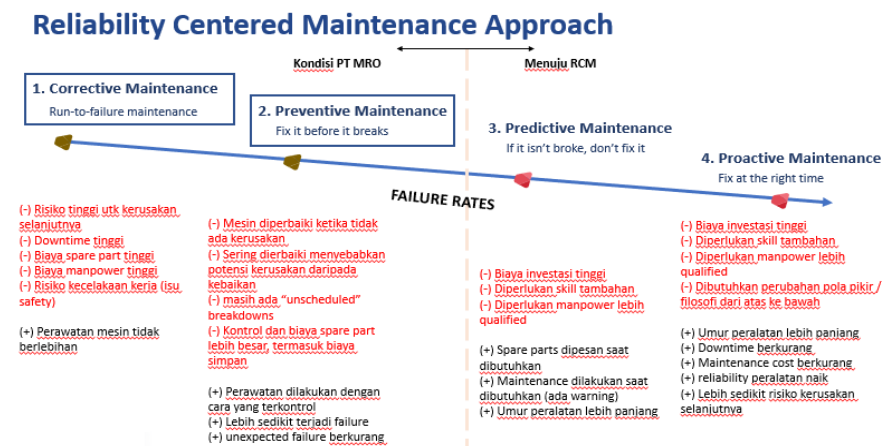 Reliability Centered Maintenance Approach
Kondisi PT MRO
Menuju RCM
1. Corrective Maintenance
Run-to-failure maintenance
2. Preventive Maintenance
Fix it before it breaks
3. Predictive Maintenance
If it isn't broke, don't fix it
4. Proactive Maintenance
Fix at the right time
FAILURE RATES
(-) Risiko tinggi utk kerusakan
selanjutnya
(-) Downtime tinggi
(-) Biaya spare part tinggi
(-) Biaya manpower tinggi
(-) Risiko kecelakaan kerja (isu
safety)
(+) Perawatan mesin tidak
berlebihan
(-) Mesin diperbaiki ketika tidak
ada kerusakan
(-) Sering dierbaiki menyebabkan
potensi kerusakan daripada
kebaikan
(-) masih ada "unscheduled"
breakdowns
(-) Kontrol dan biaya spare part
lebih besar, termasuk biaya
simpan
(+) Perawatan dilakukan dengan
cara yang terkontrol
(+) Lebih sedikit terjadi failure
(+) unexpected failure berkurang
(-) Biaya investasi tinggi
(-) Diperlukan skill tambahan
(-) Diperlukan manpower lebih
qualified
(+) Spare parts dipesan saat
dibutuhkan
(+) Maintenance dilakukan saat
dibutuhkan (ada warning)
(+) Umur peralatan lebih panjang
(-) Biaya investasi tinggi
(-) Diperlukan skill tambahan
(-) Diperlukan manpower lebih
qualified
(-) Dibutuhkan perubahan pola pikir /
filosofi dari atas ke bawah
(+) Umur peralatan lebih panjang
(+) Downtime berkurang
(+) Maintenance cost berkurang
(+) reliability peralatan naik
(+) Lebih sedikit risiko kerusakan
selanjutnya